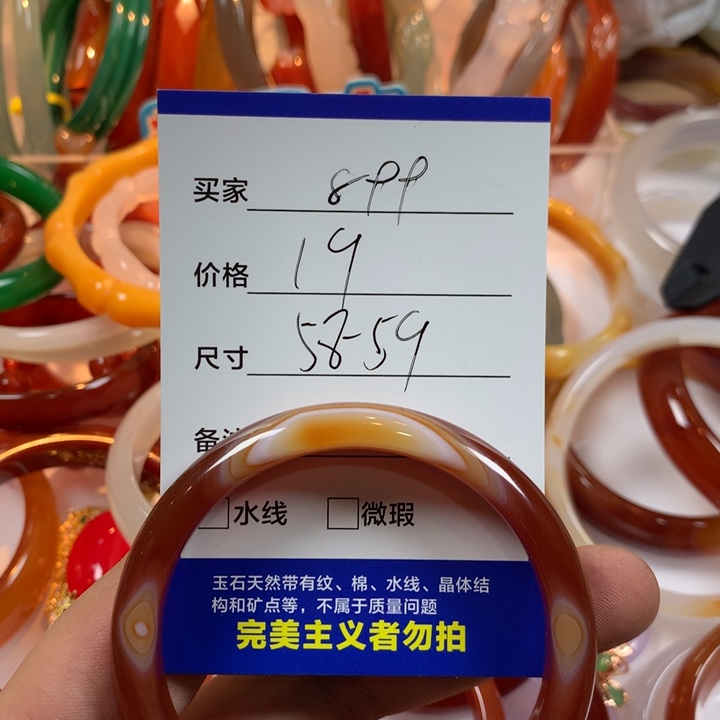 买家 8PP
价格 19
尺寸 58-59
备注
水线 微瑕
玉石天然带有纹、棉、水线、晶体结
构和矿点等，不属于质量问题
完美主义者勿拍